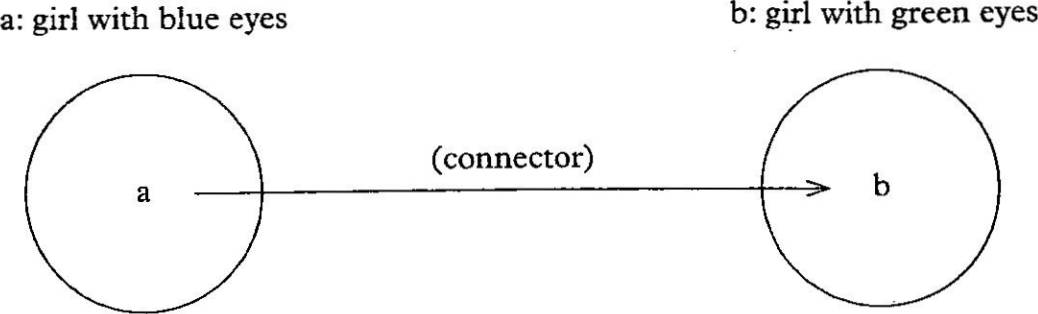 a: girl with blue eyes
b: girl with green eyes
(connector)
a
b